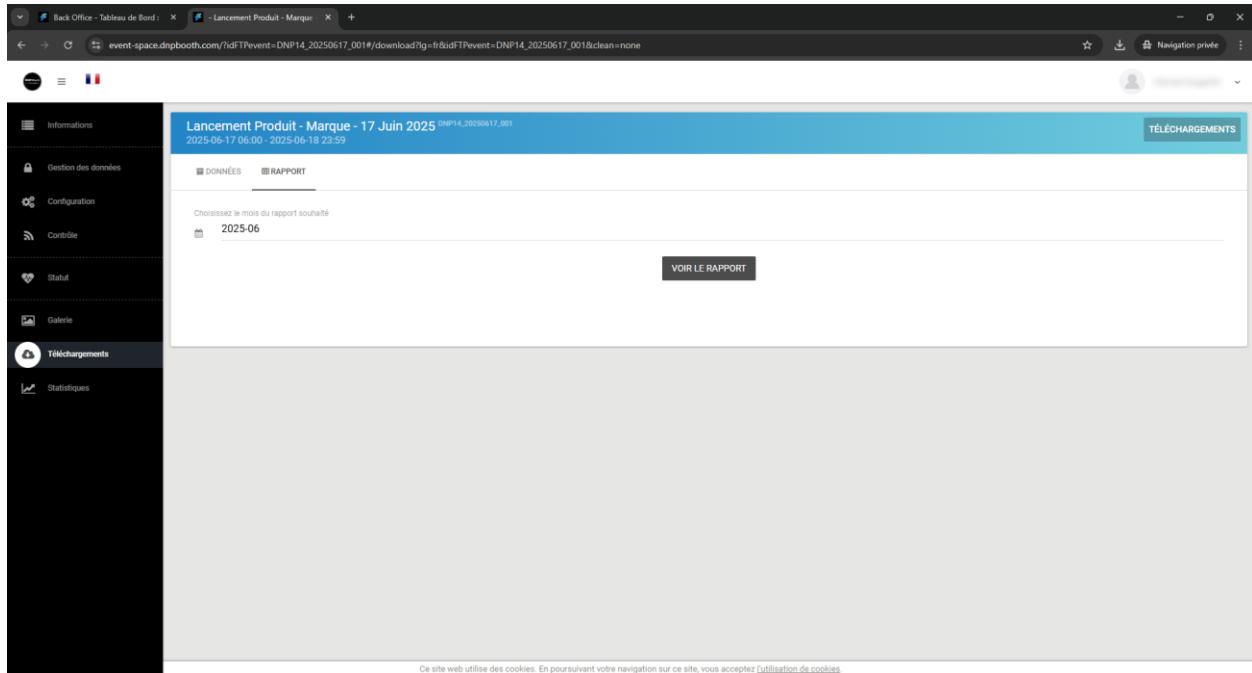 Back Office - Tableau de Bord :
- Lancement Produit - Marque
event-space.dnpbooth.com/?idFTPevent=DNP14_20250617_001#/download?lg=fr&idFTPevent=DNP14_20250617_001&clean=none
Navigation privée
Informations
Gestion des données
Configuration
Contrôle
Statut
Galerie
Téléchargements
Statistiques
Lancement Produit - Marque - 17 Juin 2025 DNP14_20250617_001
2025-06-17 06:00 - 2025-06-18 23:59
TÉLÉCHARGEMENTS
DONNÉES RAPPORT
Choisissez le mois du rapport souhaité
2025-06
VOIR LE RAPPORT
Ce site web utilise des cookies. En poursuivant votre navigation sur ce site, vous acceptez l'utilisation de cookies.